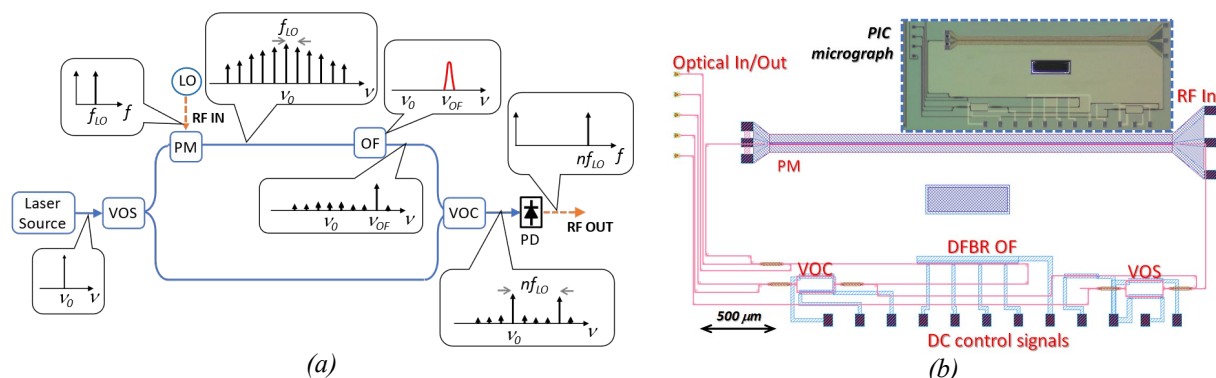 f_LO
ν_0 ν
LO
f_LO f
RF IN
PM
ν_0 ν_OF ν
OF
nf_LO f
ν_0 ν_OF ν
Laser
Source
VOS
VOC
PD
RF OUT
ν_0 ν
nf_LO
ν_0 ν
(a)
PIC
micrograph
Optical In/Out
RF In
PM
DFBR OF
VOC
VOS
500 μm
DC control signals
(b)